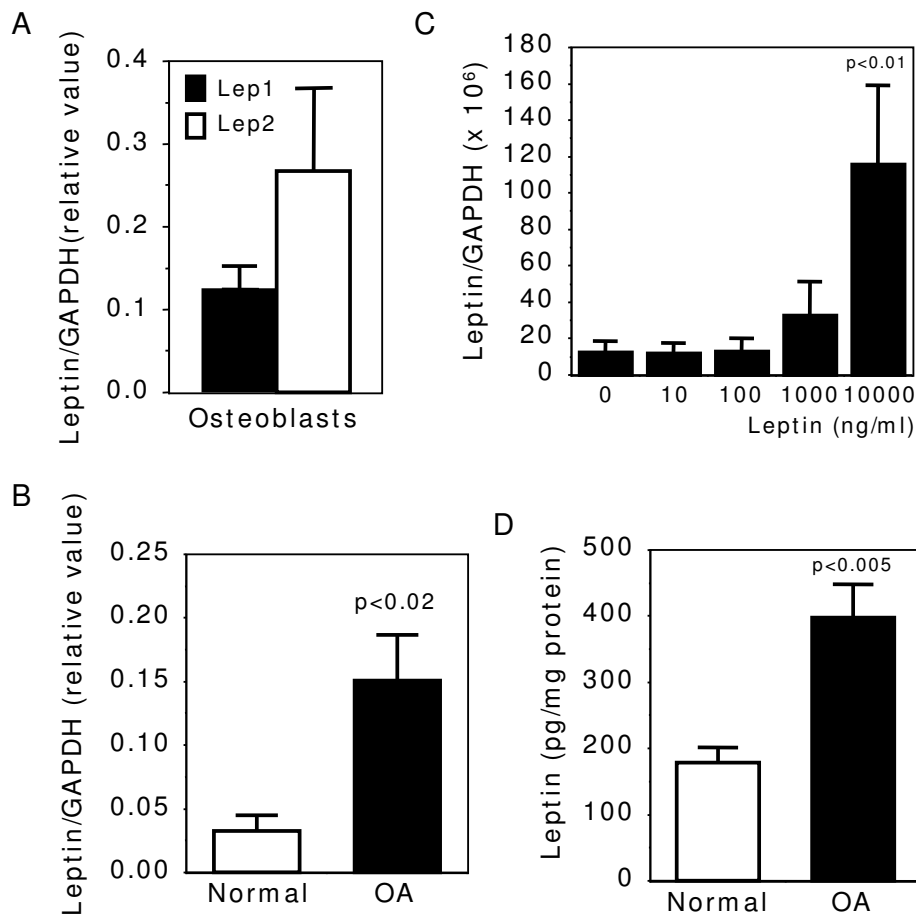 A
Leptin/GAPDH(relative value)
0.4
0.3
0.2
0.1
0.0
Lep1
Lep2
Osteoblasts
C
Leptin/GAPDH (x 10⁶)
180
160
140
120
100
80
60
40
20
0
p<0.01
0 10 100 1000 10000
Leptin (ng/ml)
B
Leptin/GAPDH (relative value)
0.25
0.20
0.15
0.10
0.05
0.00
p<0.02
Normal OA
D
Leptin (pg/mg protein)
500
400
300
200
100
0
p<0.005
Normal OA